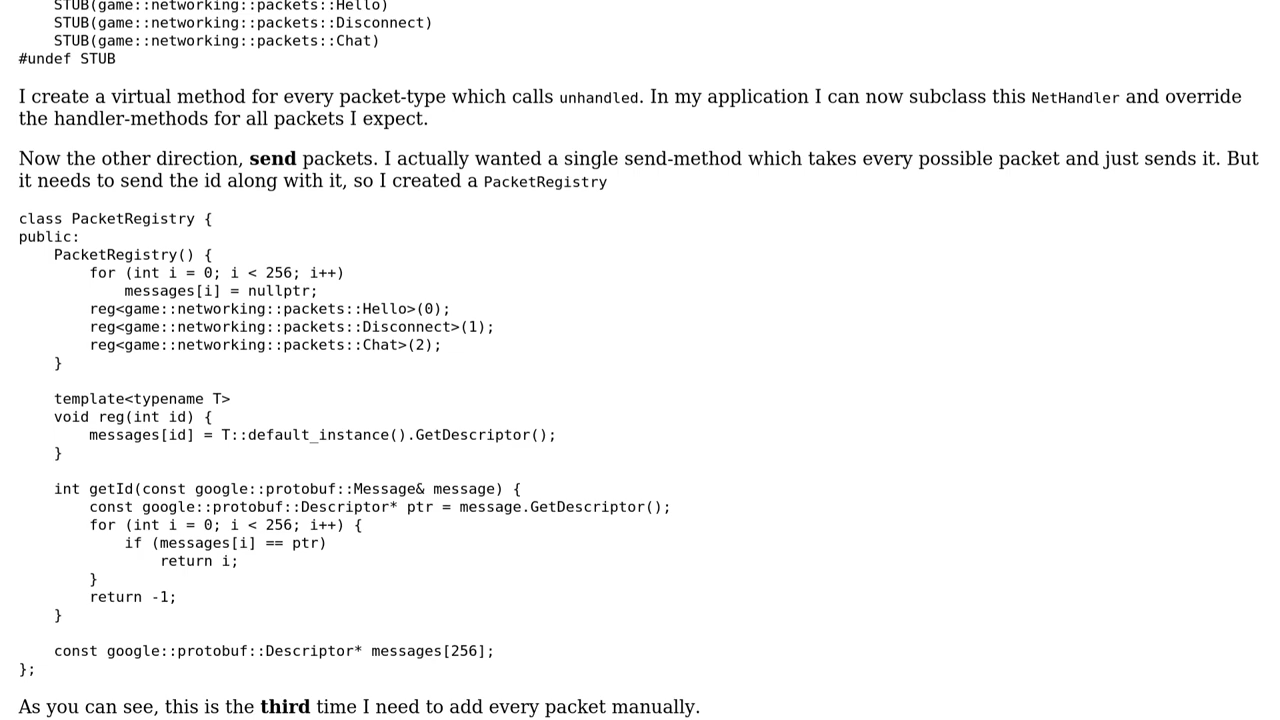 STUB(game::networking::packets::Hello)
STUB(game::networking::packets::Disconnect)
STUB(game::networking::packets::Chat)
#undef STUB
I create a virtual method for every packet-type which calls unhandled. In my application I can now subclass this NetHandler and override
the handler-methods for all packets I expect.
Now the other direction, send packets. I actually wanted a single send-method which takes every possible packet and just sends it. But
it needs to send the id along with it, so I created a PacketRegistry
class PacketRegistry {
public:
    PacketRegistry() {
        for (int i = 0; i < 256; i++)
            messages[i] = nullptr;
        reg<game::networking::packets::Hello>(0);
        reg<game::networking::packets::Disconnect>(1);
        reg<game::networking::packets::Chat>(2);
    }
    template<typename T>
    void reg(int id) {
        messages[id] = T::default_instance().GetDescriptor();
    }
    int getId(const google::protobuf::Message& message) {
        const google::protobuf::Descriptor* ptr = message.GetDescriptor();
        for (int i = 0; i < 256; i++) {
            if (messages[i] == ptr)
                return i;
        }
        return -1;
    }
    const google::protobuf::Descriptor* messages[256];
};
As you can see, this is the third time I need to add every packet manually.